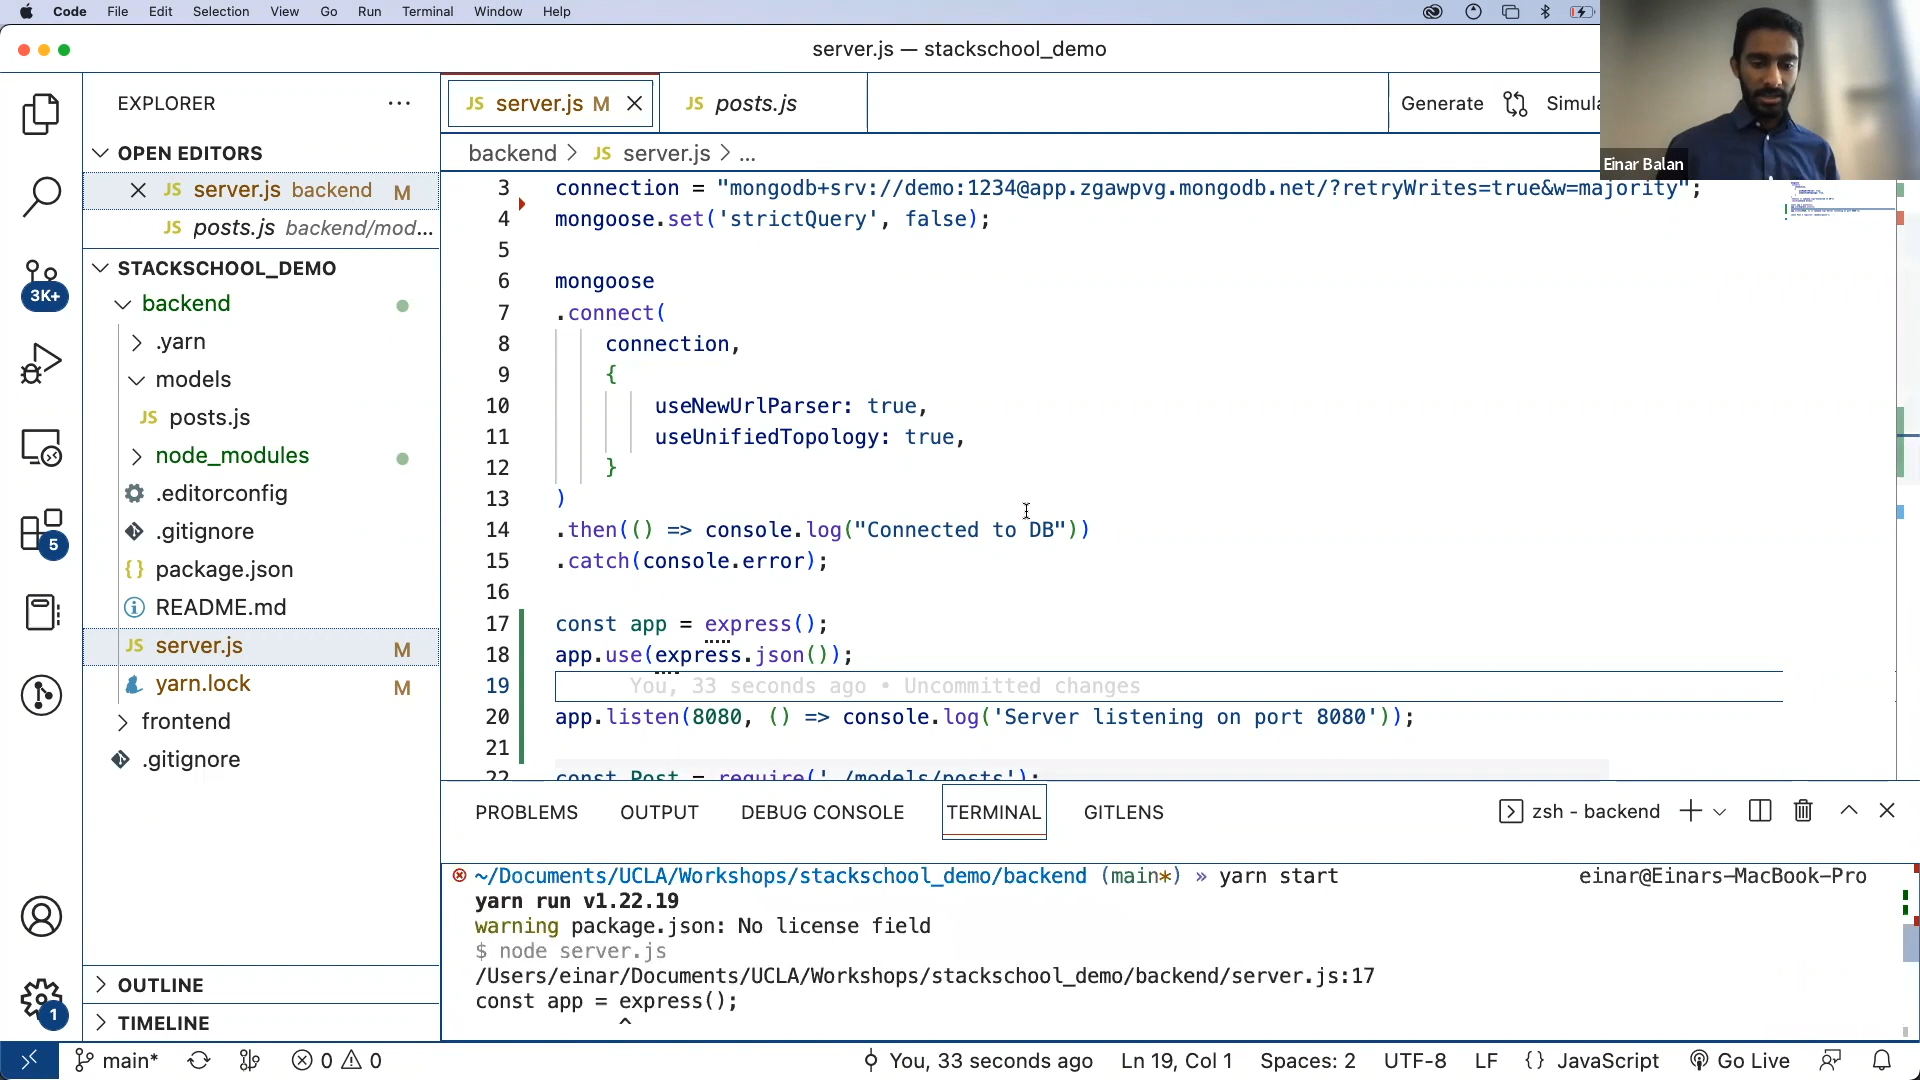 Code File Edit Selection View Go Run Terminal Window Help
server.js — stackschool_demo
Einar Balan
EXPLORER
OPEN EDITORS
server.js backend M
posts.js backend/mod...
STACKSCHOOL_DEMO
backend
.yarn
models
JS posts.js
node_modules
.editorconfig
.gitignore
{} package.json
README.md
JS server.js M
yarn.lock M
frontend
.gitignore
OUTLINE
TIMELINE
3K+
5
1
JS server.js M
JS posts.js
Generate
backend > JS server.js > ...
3 connection = "mongodb+srv://demo:1234@app.zgawpvg.mongodb.net/?retryWrites=true&w=majority";
4 mongoose.set('strictQuery', false);
5
6 mongoose
7 .connect(
8 connection,
9 {
10 useNewUrlParser: true,
11 useUnifiedTopology: true,
12 }
13 )
14 .then(() => console.log("Connected to DB"))
15 .catch(console.error);
16
17 const app = express();
18 app.use(express.json());
19 You, 33 seconds ago • Uncommitted changes
20 app.listen(8080, () => console.log('Server listening on port 8080'));
21
22 const Post = require('./models/posts');
PROBLEMS OUTPUT DEBUG CONSOLE TERMINAL GITLENS
zsh - backend
~/Documents/UCLA/Workshops/stackschool_demo/backend (main*) » yarn start einar@Einars-MacBook-Pro
yarn run v1.22.19
warning package.json: No license field
$ node server.js
/Users/einar/Documents/UCLA/Workshops/stackschool_demo/backend/server.js:17
const app = express();
^
main* 0 0 You, 33 seconds ago Ln 19, Col 1 Spaces: 2 UTF-8 LF {} JavaScript Go Live